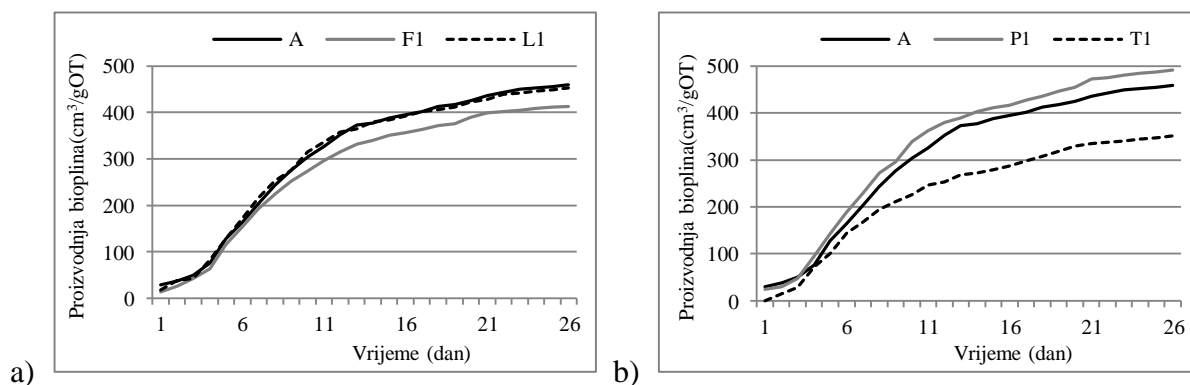 A F1 L1
Proizvodnja bioplina(cm³/gOT)
500
400
300
200
100
0
1 6 11 16 21 26
Vrijeme (dan)
a)
A P1 T1
Proizvodnja bioplina(cm³/gOT)
500
400
300
200
100
0
1 6 11 16 21 26
Vrijeme (dan)
b)